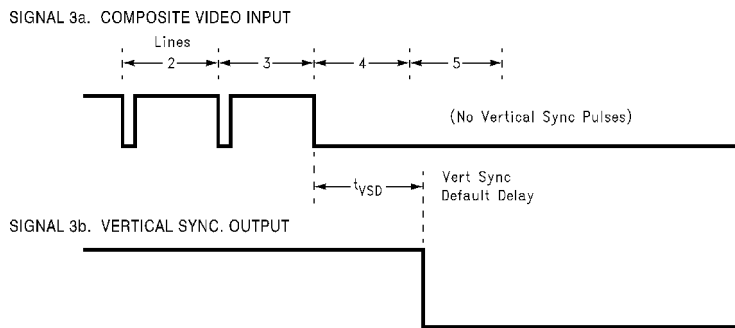 SIGNAL 3a. COMPOSITE VIDEO INPUT
Lines
2 3 4 5
(No Vertical Sync Pulses)
tVSD
Vert Sync
Default Delay
SIGNAL 3b. VERTICAL SYNC. OUTPUT